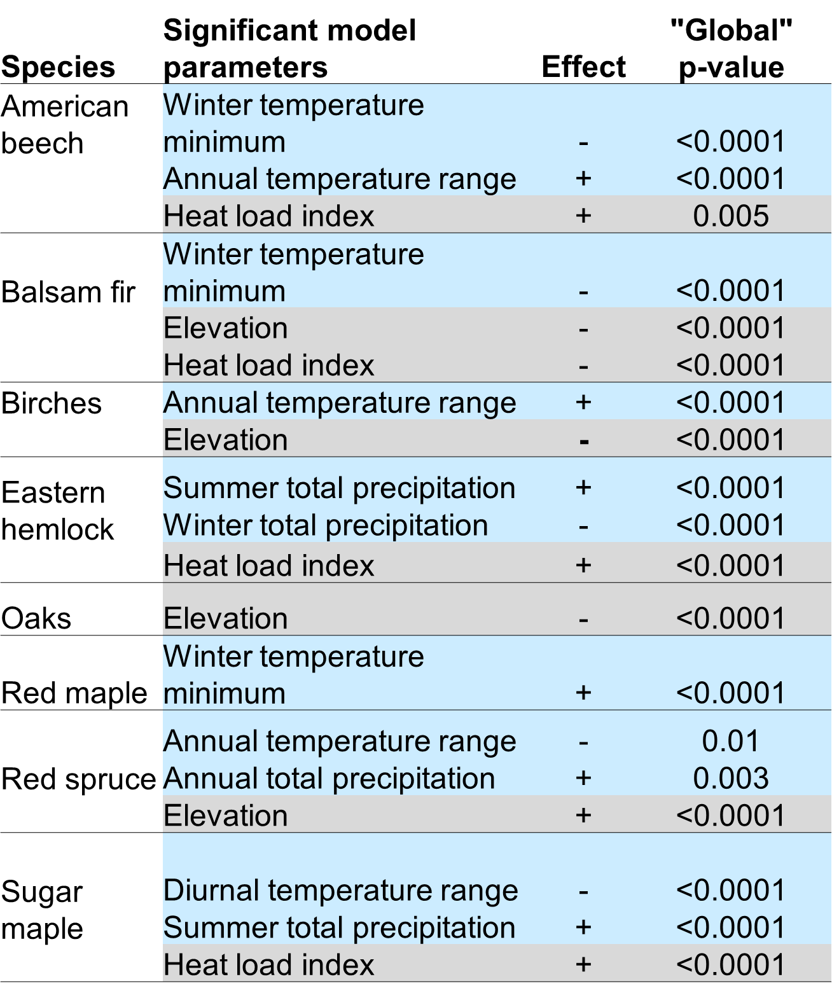 Species Significant model parameters Effect "Global" p-value
American beech Winter temperature minimum - <0.0001
Annual temperature range + <0.0001
Heat load index + 0.005
Balsam fir Winter temperature minimum - <0.0001
Elevation - <0.0001
Heat load index - <0.0001
Birches Annual temperature range + <0.0001
Elevation - <0.0001
Eastern hemlock Summer total precipitation + <0.0001
Winter total precipitation - <0.0001
Heat load index + <0.0001
Oaks Elevation - <0.0001
Red maple Winter temperature minimum + <0.0001
Annual temperature range - 0.01
Red spruce Annual total precipitation + 0.003
Elevation + <0.0001
Sugar maple Diurnal temperature range - <0.0001
Summer total precipitation + <0.0001
Heat load index + <0.0001